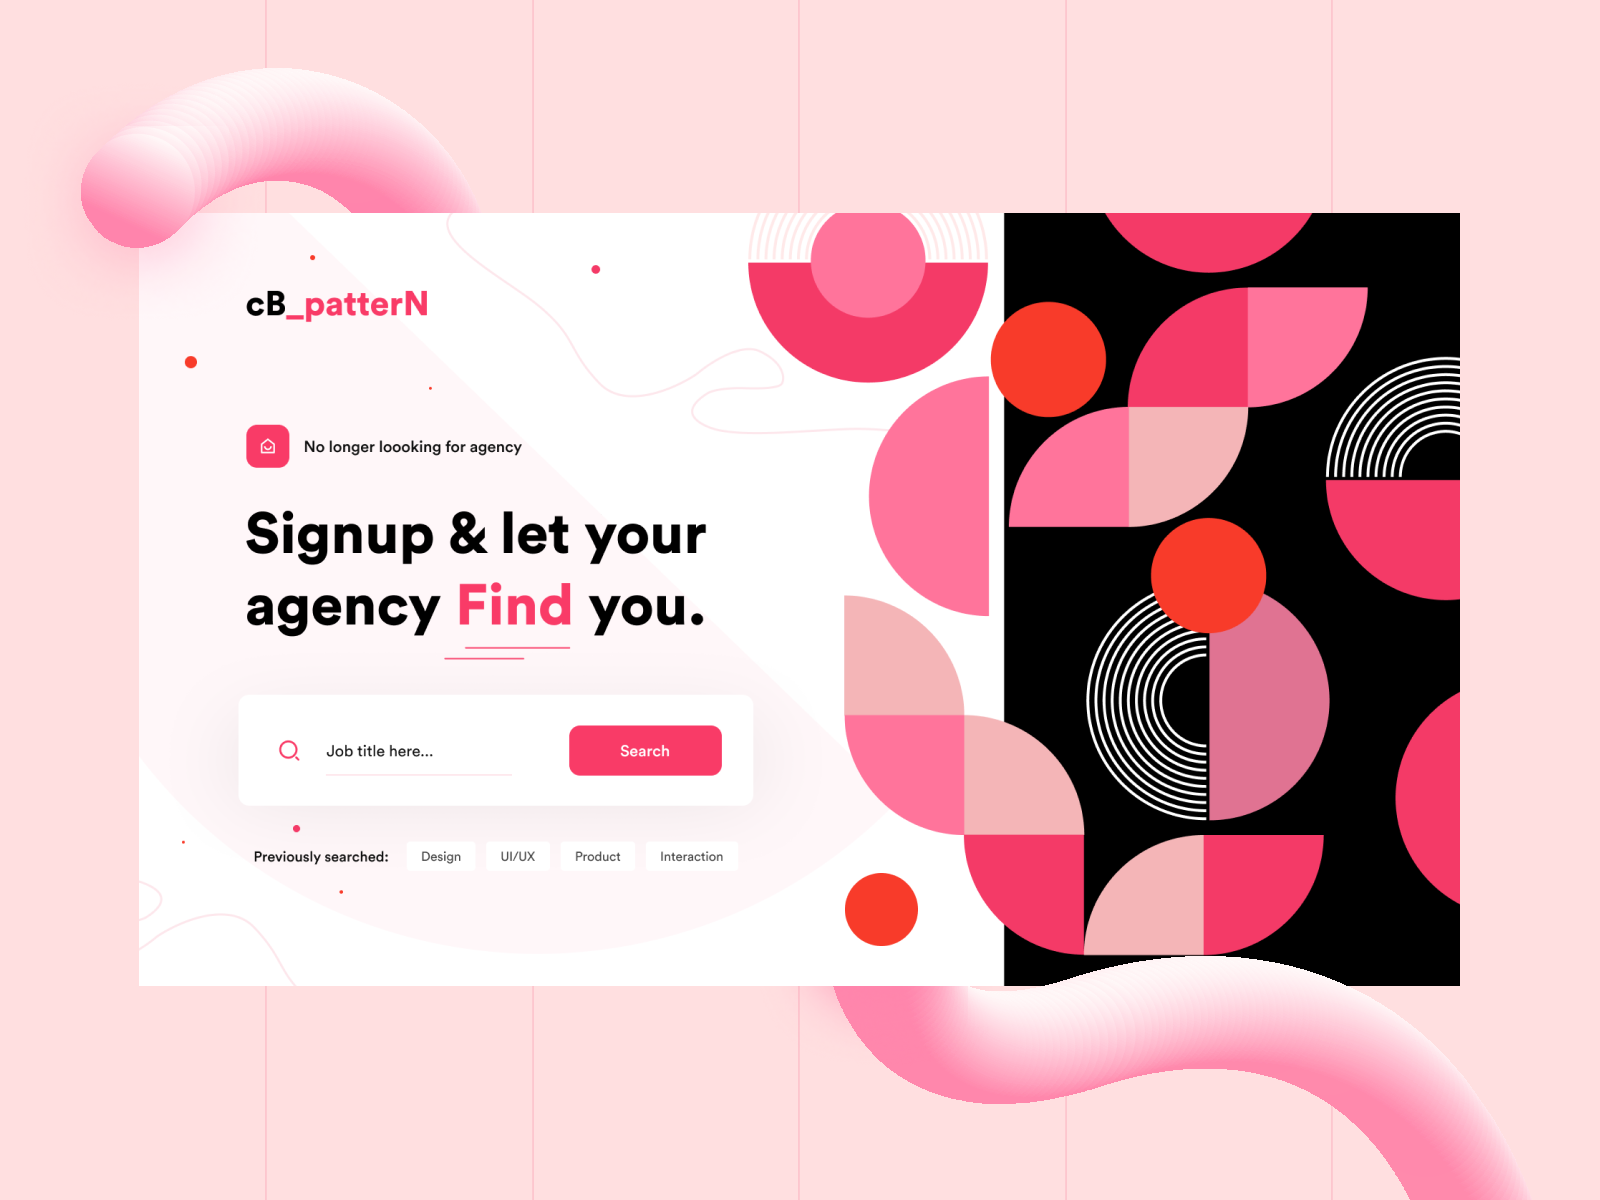 cB_patterN
No longer loooking for agency
Signup & let your
agency Find you.
Job title here...
Search
Previously searched:
Design
UI/UX
Product
Interaction